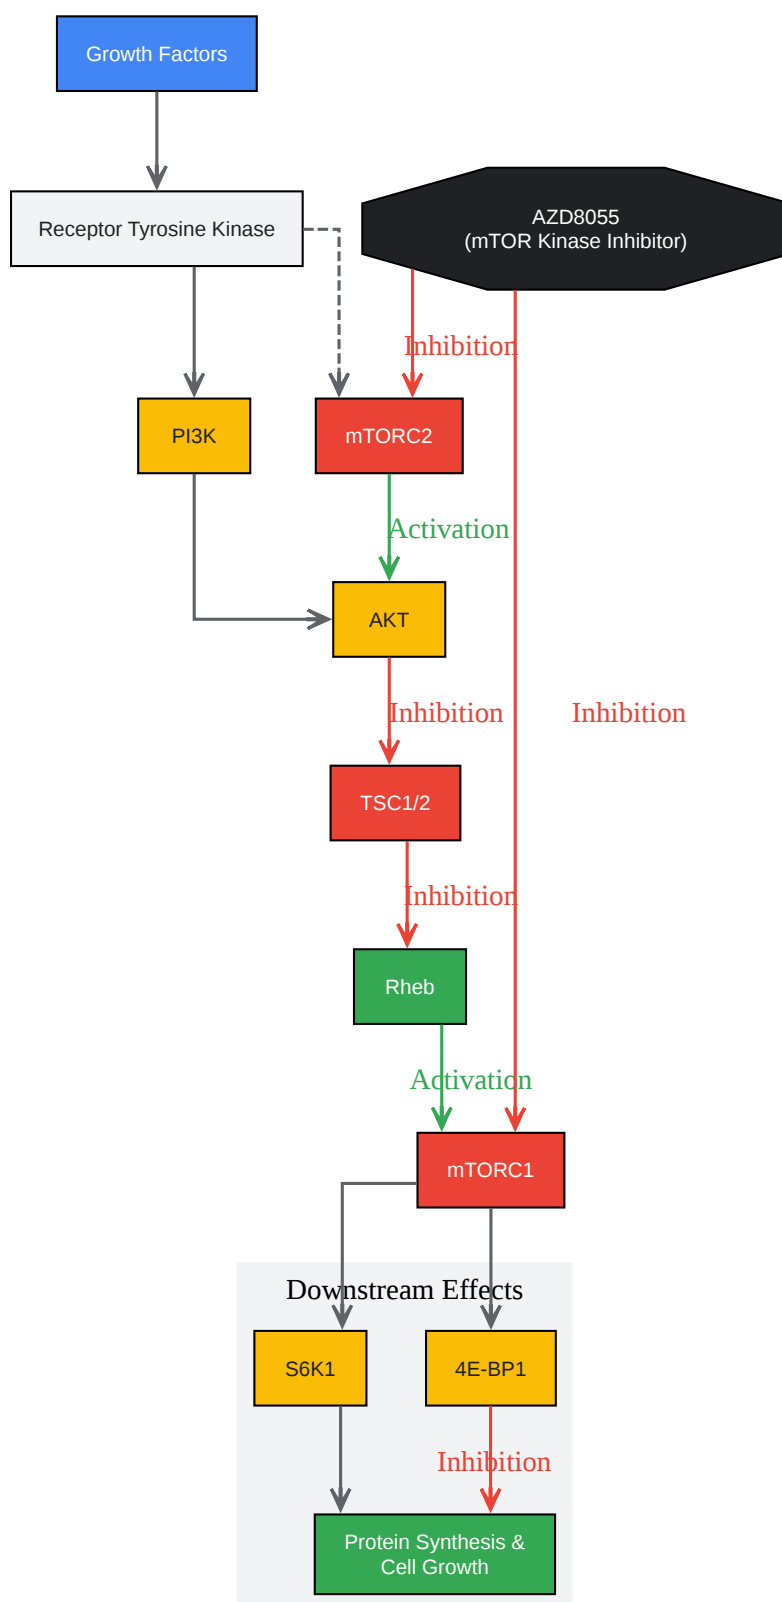 Growth Factors
Receptor Tyrosine Kinase
AZD8055
(mTOR Kinase Inhibitor)
Inhibition
PI3K
mTORC2
Activation
AKT
Inhibition
Inhibition
TSC1/2
Inhibition
Rheb
Activation
mTORC1
Downstream Effects
S6K1
4E-BP1
Inhibition
Protein Synthesis &
Cell Growth